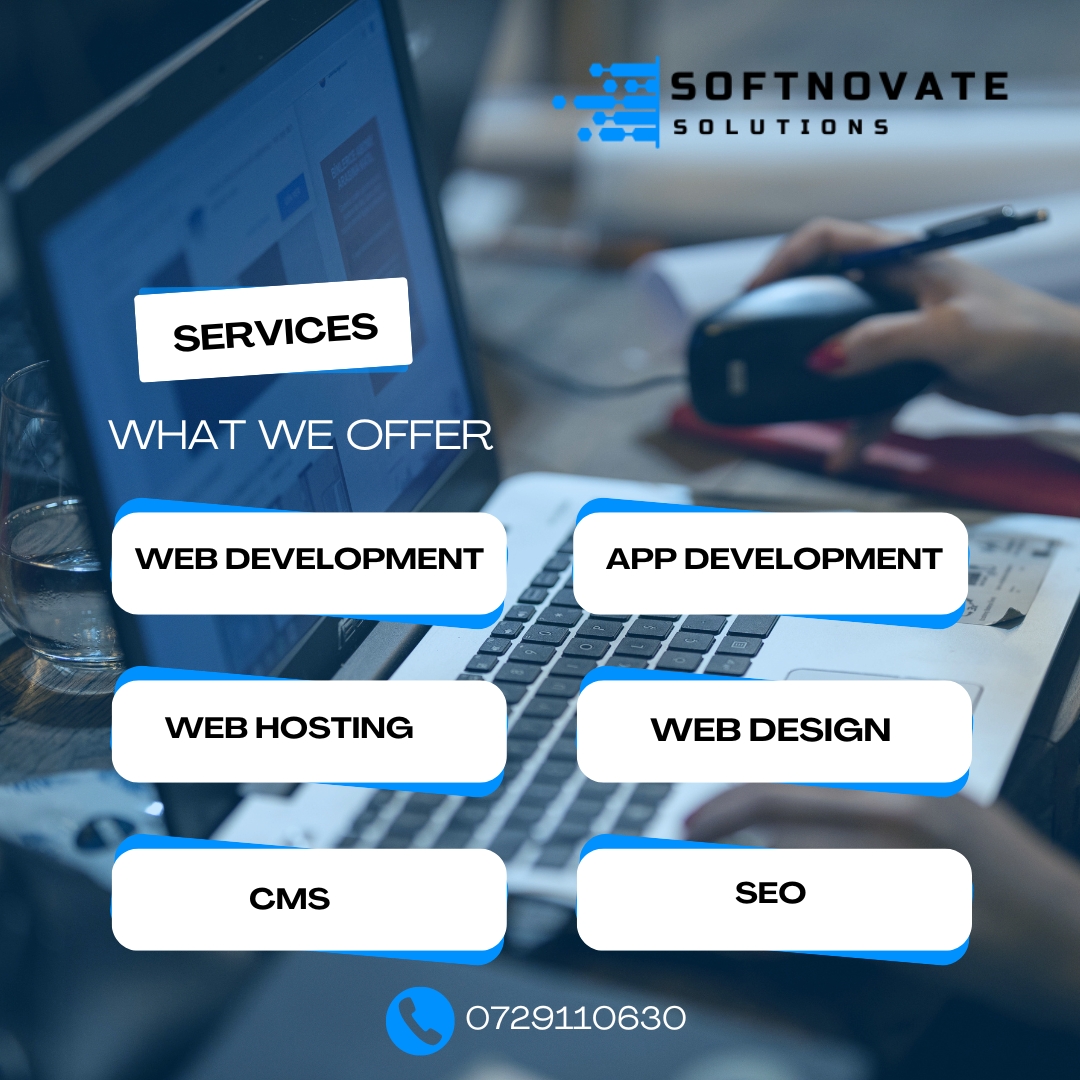 SOFTNOVATE
SOLUTIONS
SERVICES
WHAT WE OFFER
WEB DEVELOPMENT
APP DEVELOPMENT
WEB HOSTING
WEB DESIGN
CMS
SEO
0729110630